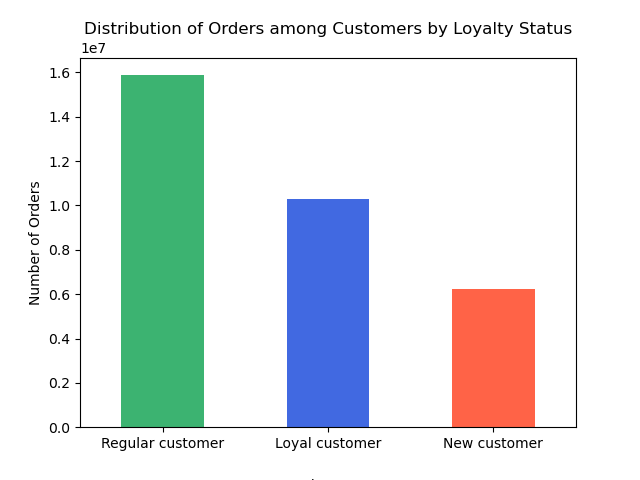 Distribution of Orders among Customers by Loyalty Status
1e7
1.6
1.4
1.2
1.0
0.8
0.6
0.4
0.2
0.0
Number of Orders
Regular customer Loyal customer New customer